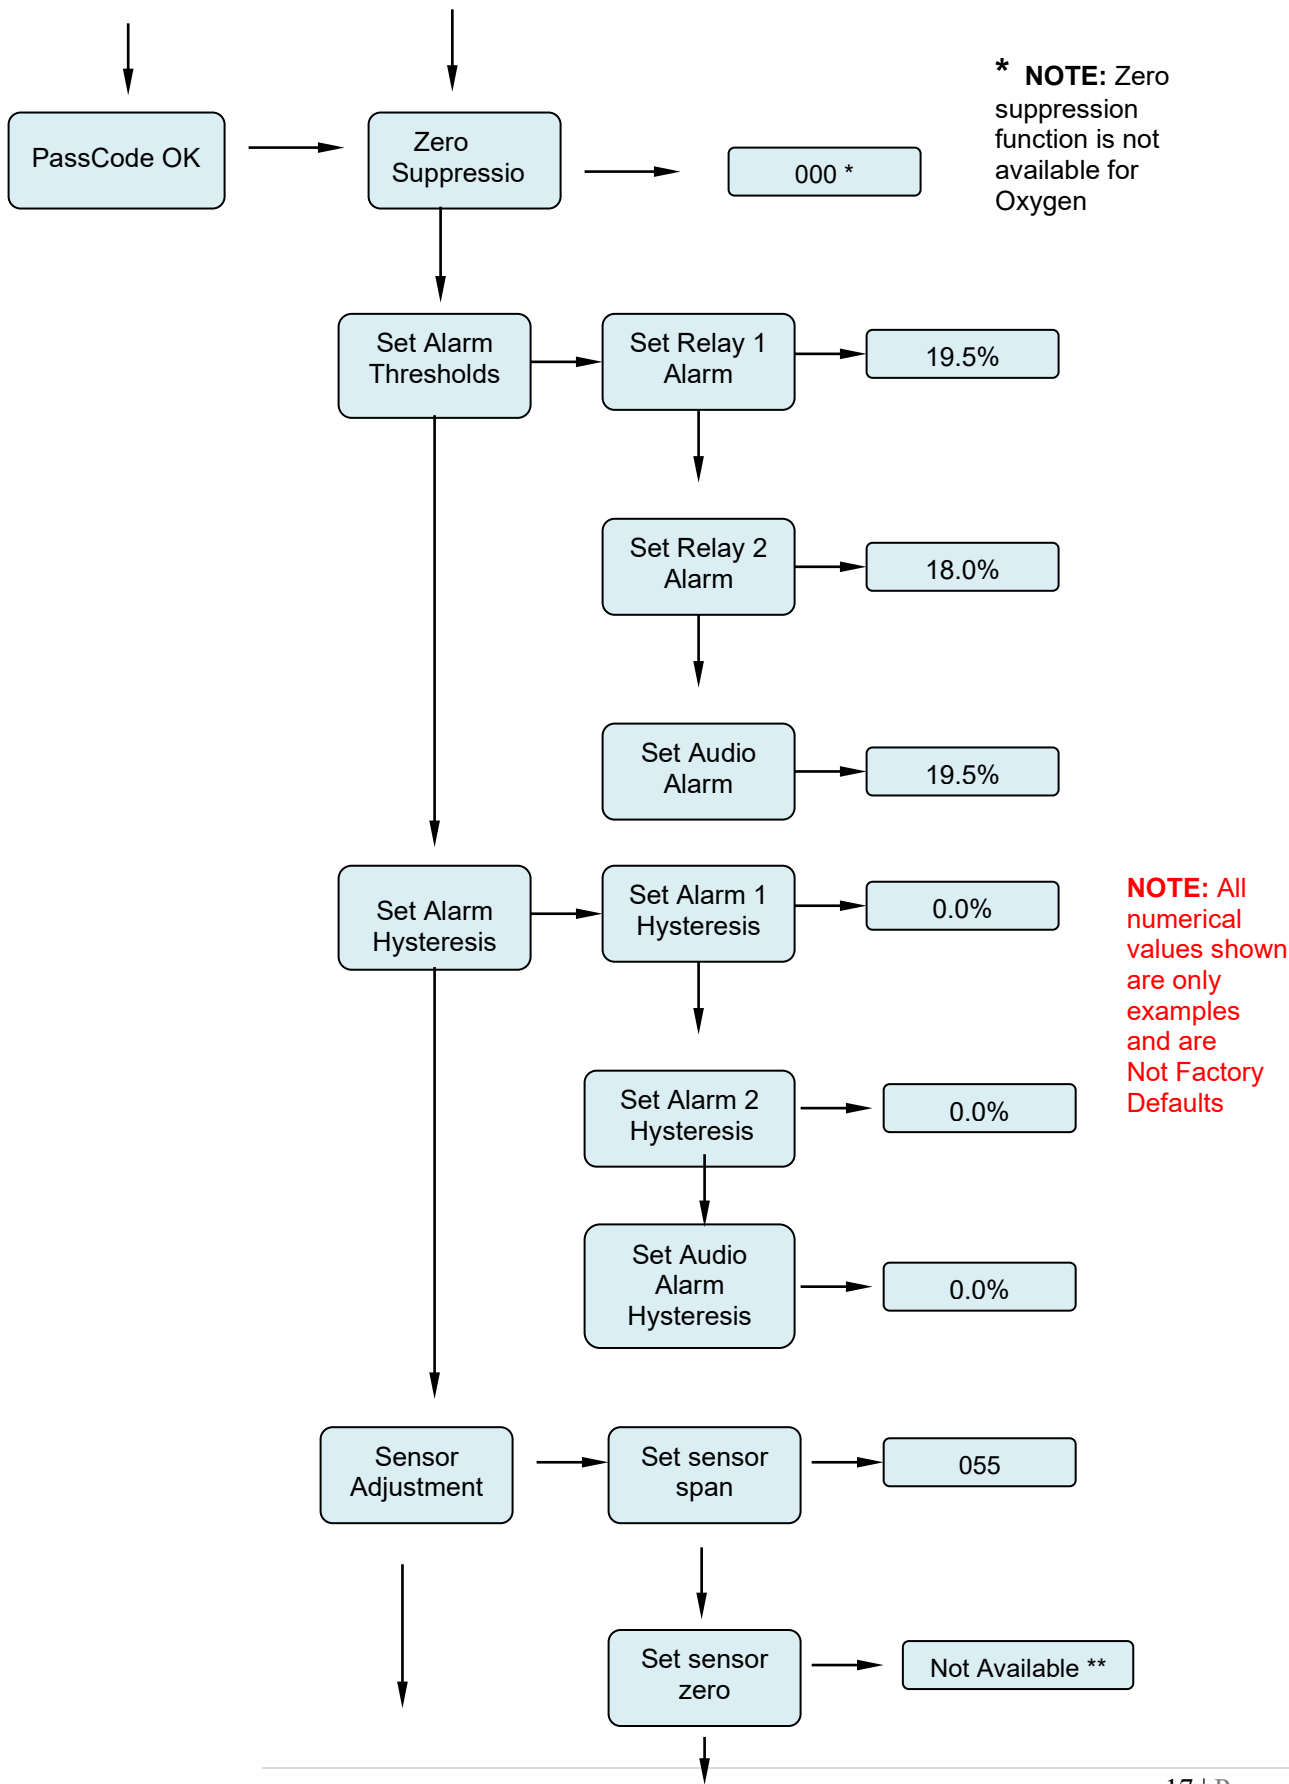 * NOTE: Zero
suppression
function is not
available for
Oxygen
PassCode OK
Zero
Suppressio
000 *
Set Alarm
Thresholds
Set Relay 1
Alarm
19.5%
Set Relay 2
Alarm
18.0%
Set Audio
Alarm
19.5%
Set Alarm
Hysteresis
Set Alarm 1
Hysteresis
0.0%
NOTE: All
numerical
values shown
are only
examples
and are
Not Factory
Defaults
Set Alarm 2
Hysteresis
0.0%
Set Audio
Alarm
Hysteresis
0.0%
Sensor
Adjustment
Set sensor
span
055
Set sensor
zero
Not Available **
17 |